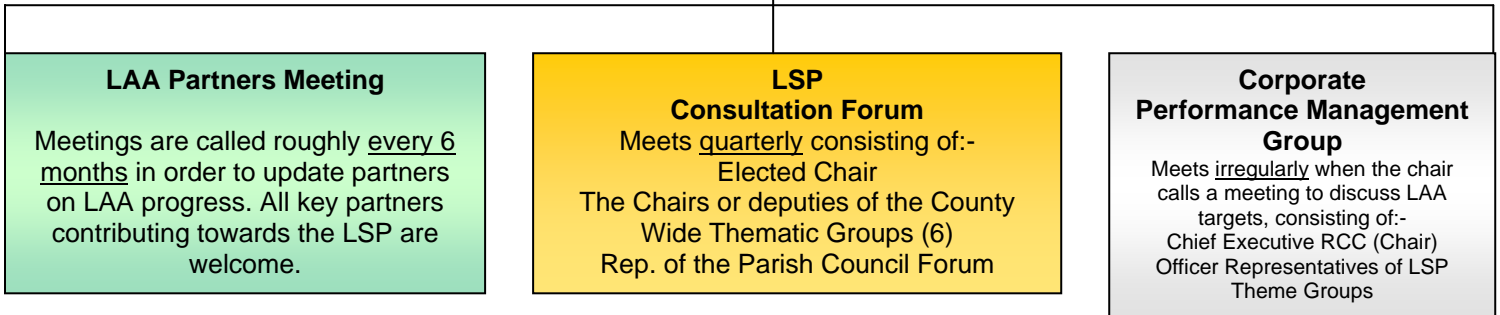 LAA Partners Meeting
Meetings are called roughly every 6
months in order to update partners
on LAA progress. All key partners
contributing towards the LSP are
welcome.
LSP
Consultation Forum
Meets quarterly consisting of:-
Elected Chair
The Chairs or deputies of the County
Wide Thematic Groups (6)
Rep. of the Parish Council Forum
Corporate
Performance Management
Group
Meets irregularly when the chair
calls a meeting to discuss LAA
targets, consisting of:-
Chief Executive RCC (Chair)
Officer Representatives of LSP
Theme Groups